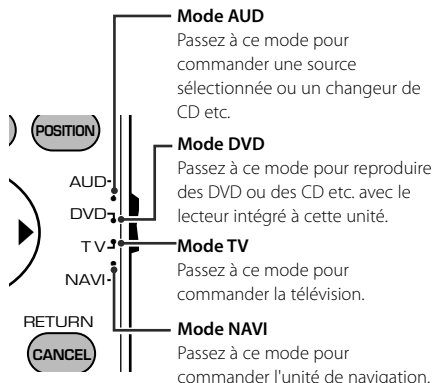 Mode AUD
Passez à ce mode pour
commander une source
sélectionnée ou un changeur de
CD etc.
Mode DVD
Passez à ce mode pour reproduire
des DVD ou des CD etc. avec le
lecteur intégré à cette unité.
Mode TV
Passez à ce mode pour
commander la télévision.
Mode NAVI
Passez à ce mode pour
commander l'unité de navigation.
POSITION
AUD
DVD
TV
NAVI
RETURN
CANCEL